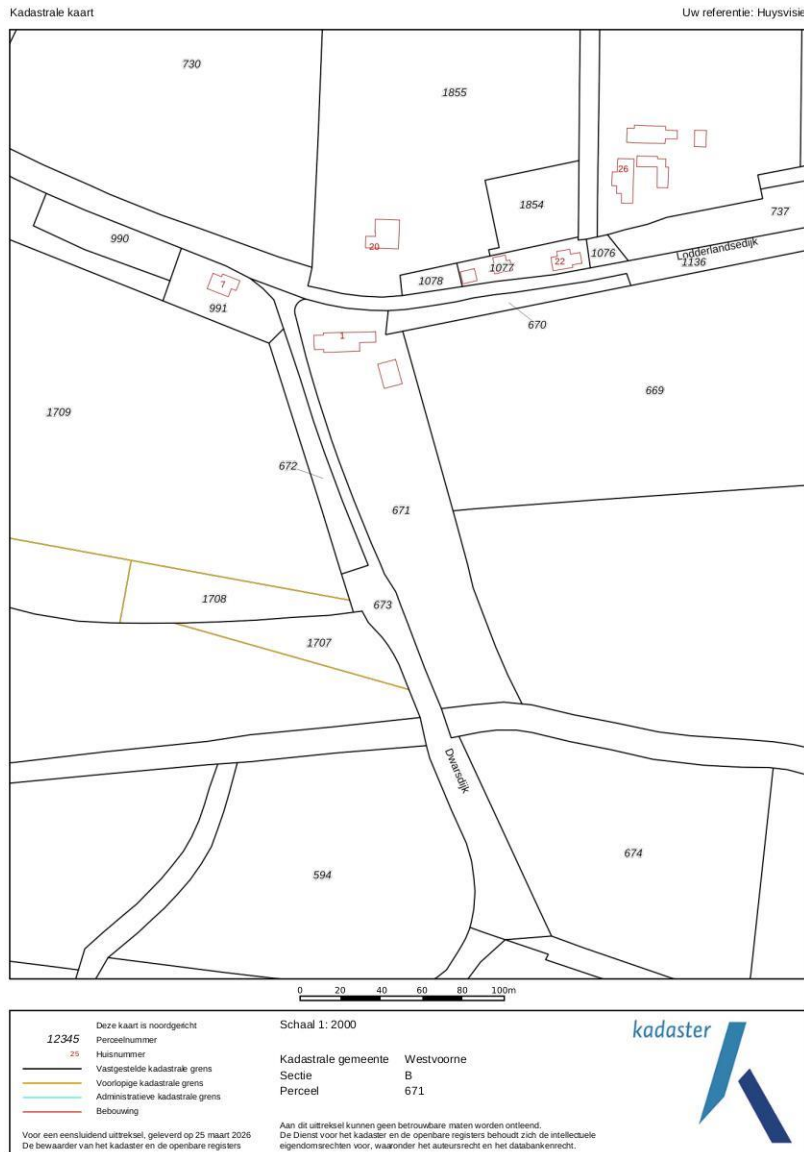 Kadastrale kaart Uw referentie: Huysvisie
730
1855
26
1854
737
990
20
Lodderlandsedijk
1076
22
1077
1136
1078
7
991
670
1
669
1709
672
671
1708
673
1707
Dwarsdijk
674
594
0 20 40 60 80 100m
Deze kaart is noordgericht
12345 Perceelnummer
25 Huisnummer
Vastgestelde kadastrale grens
Voorlopige kadastrale grens
Administratieve kadastrale grens
Bebouwing
Voor een eensluidend uittreksel, geleverd op 25 maart 2026
De bewaarder van het kadaster en de openbare registers
Schaal 1: 2000
Kadastrale gemeente Westvoorne
Sectie B
Perceel 671
Aan dit uittreksel kunnen geen betrouwbare maten worden ontleend.
De Dienst voor het kadaster en de openbare registers behoudt zich de intellectuele
eigendomsrechten voor, waaronder het auteursrecht en het databankenrecht.
kadaster